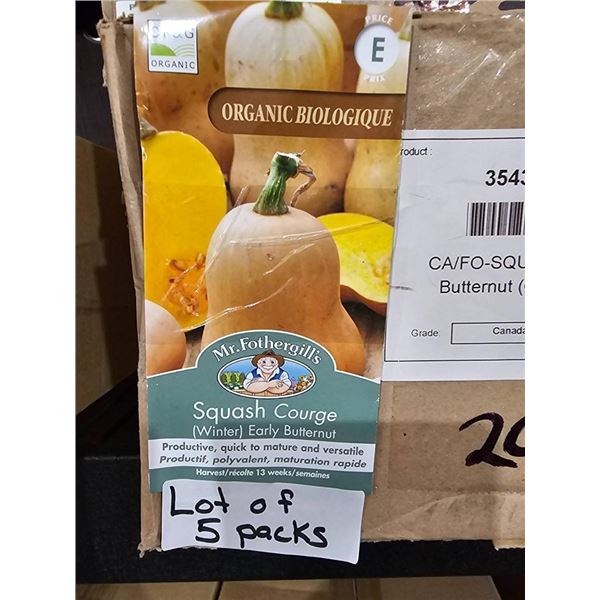 OF&G
ORGANIC
PRICE
E
PRIX
ORGANIC BIOLOGIQUE
Mr. Fothergill's
Squash Courge
(Winter) Early Butternut
Productive, quick to mature and versatile
Productif, polyvalent, maturation rapide
Harvest/récolte 13 weeks/semaines
Lot of
5 packs
roduct :
3543
CA/FO-SQU
Butternut (
Grade:
Canada
20